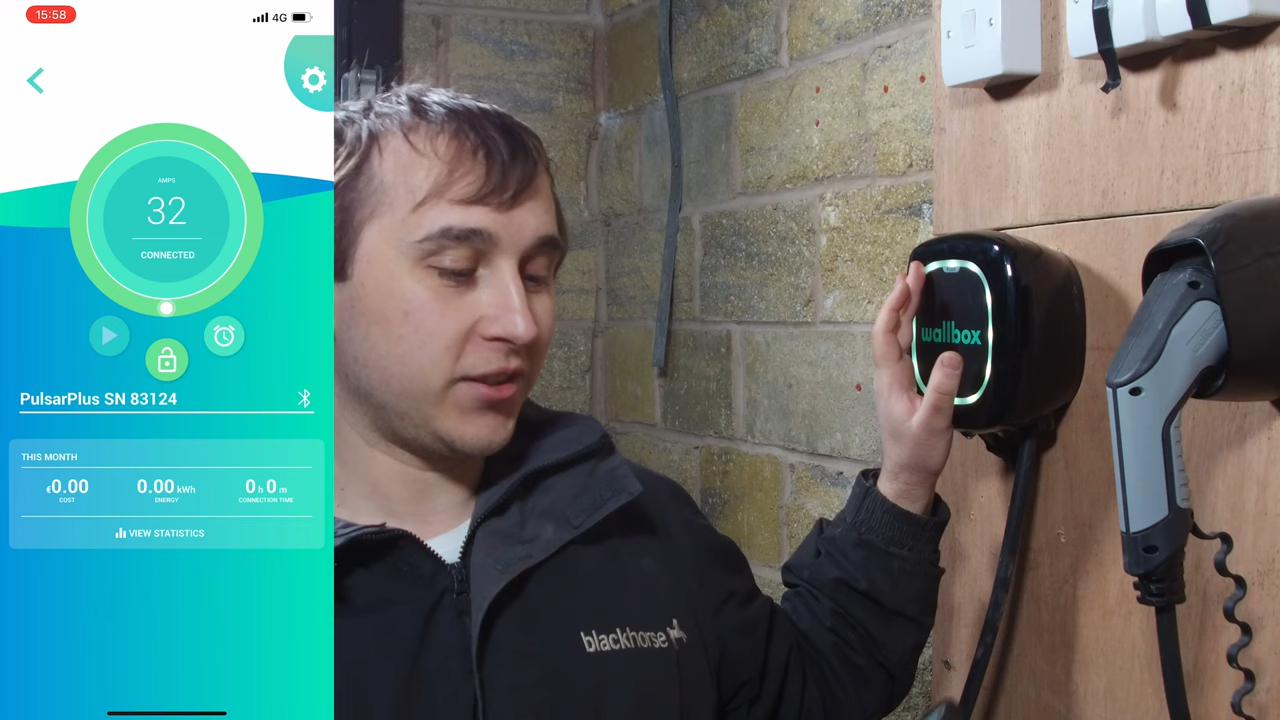 15:58
4G
AMPS
32
CONNECTED
PulsarPlus SN 83124
THIS MONTH
€0.00
0.00 kWh
0 h 0 m
COST
ENERGY
CONNECTION TIME
VIEW STATISTICS
wallbox
blackhorse